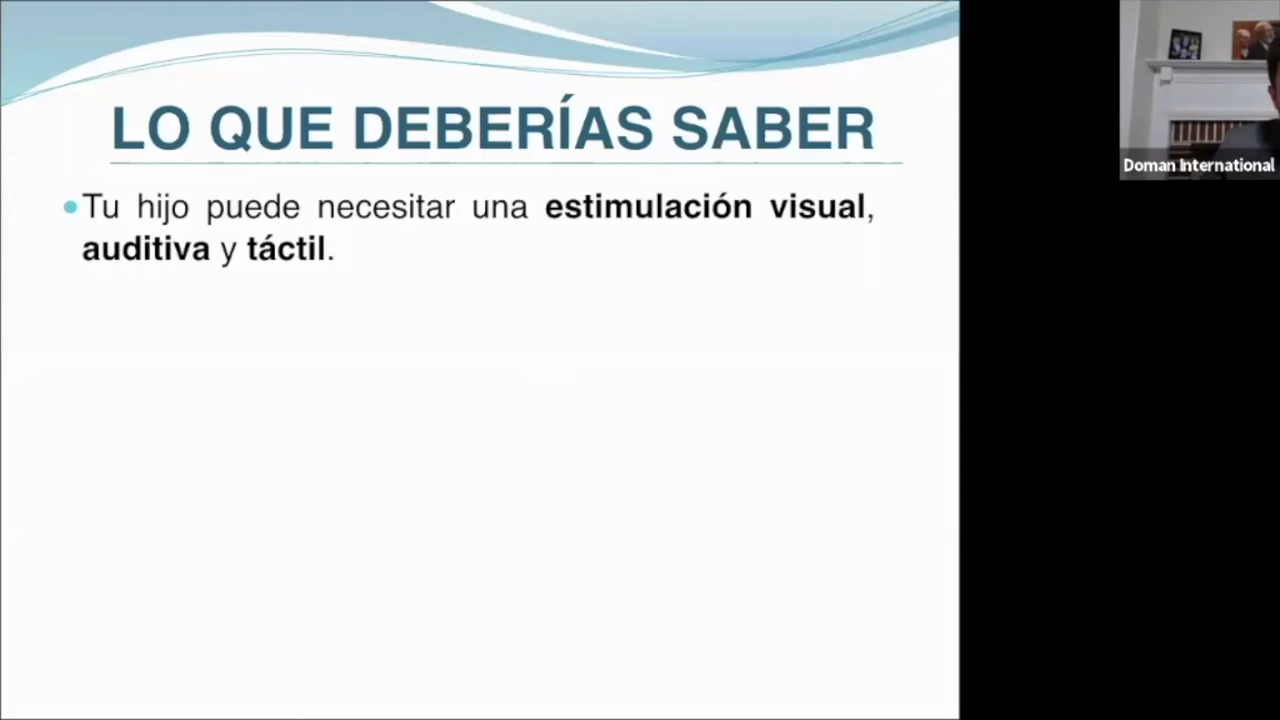 LO QUE DEBERÍAS SABER
Tu hijo puede necesitar una estimulación visual,
auditiva y táctil.
Doman International